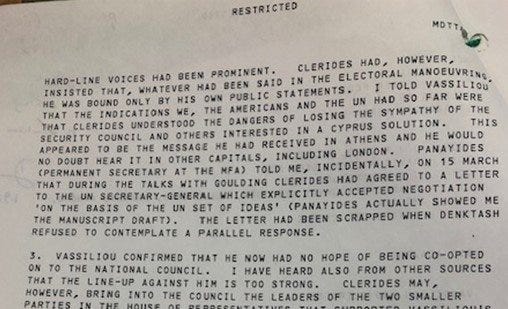 RESTRICTED
MDTTA
HARD-LINE VOICES HAD BEEN PROMINENT. CLERIDES HAD, HOWEVER,
INSISTED THAT, WHATEVER HAD BEEN SAID IN THE ELECTORAL MANOEUVRING,
HE WAS BOUND ONLY BY HIS OWN PUBLIC STATEMENTS. I TOLD VASSILIOU
THAT THE INDICATIONS WE, THE AMERICANS AND THE UN HAD SO FAR WERE
THAT CLERIDES UNDERSTOOD THE DANGERS OF LOSING THE SYMPATHY OF THE
SECURITY COUNCIL AND OTHERS INTERESTED IN A CYPRUS SOLUTION. THIS
APPEARED TO BE THE MESSAGE HE HAD RECEIVED IN ATHENS AND HE WOULD
NO DOUBT HEAR IT IN OTHER CAPITALS, INCLUDING LONDON. PANAYIDES
(PERMANENT SECRETARY AT THE MFA) TOLD ME, INCIDENTALLY, ON 15 MARCH
THAT DURING THE TALKS WITH GOULDING CLERIDES HAD AGREED TO A LETTER
TO THE UN SECRETARY-GENERAL WHICH EXPLICITLY ACCEPTED NEGOTIATION
'ON THE BASIS OF THE UN SET OF IDEAS' (PANAYIDES ACTUALLY SHOWED ME
THE MANUSCRIPT DRAFT). THE LETTER HAD BEEN SCRAPPED WHEN DENKTASH
REFUSED TO CONTEMPLATE A PARALLEL RESPONSE.
3. VASSILIOU CONFIRMED THAT HE NOW HAD NO HOPE OF BEING CO-OPTED
ON TO THE NATIONAL COUNCIL. I HAVE HEARD ALSO FROM OTHER SOURCES
THAT THE LINE-UP AGAINST HIM IS TOO STRONG. CLERIDES MAY,
HOWEVER, BRING INTO THE COUNCIL THE LEADERS OF THE TWO SMALLER
PARTIES IN THE HOUSE OF REPRESENTATIVES THAT SUPPORTED VASSILIOU'S